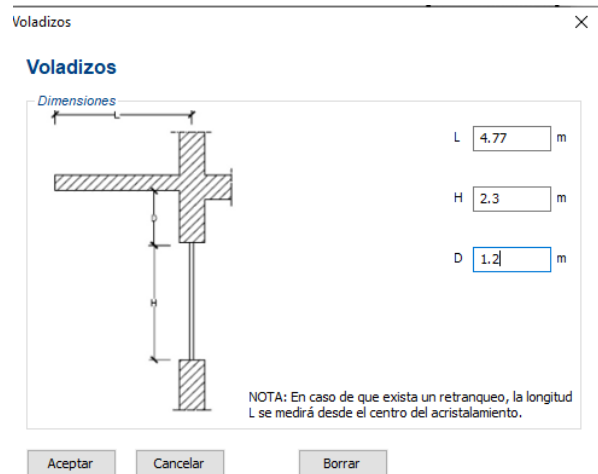 Voladizos
Voladizos
Dimensiones
L
L 4.77 m
H 2.3 m
D
D 1.2 m
H
NOTA: En caso de que exista un retranqueo, la longitud
L se medirá desde el centro del acristalamiento.
Aceptar Cancelar Borrar